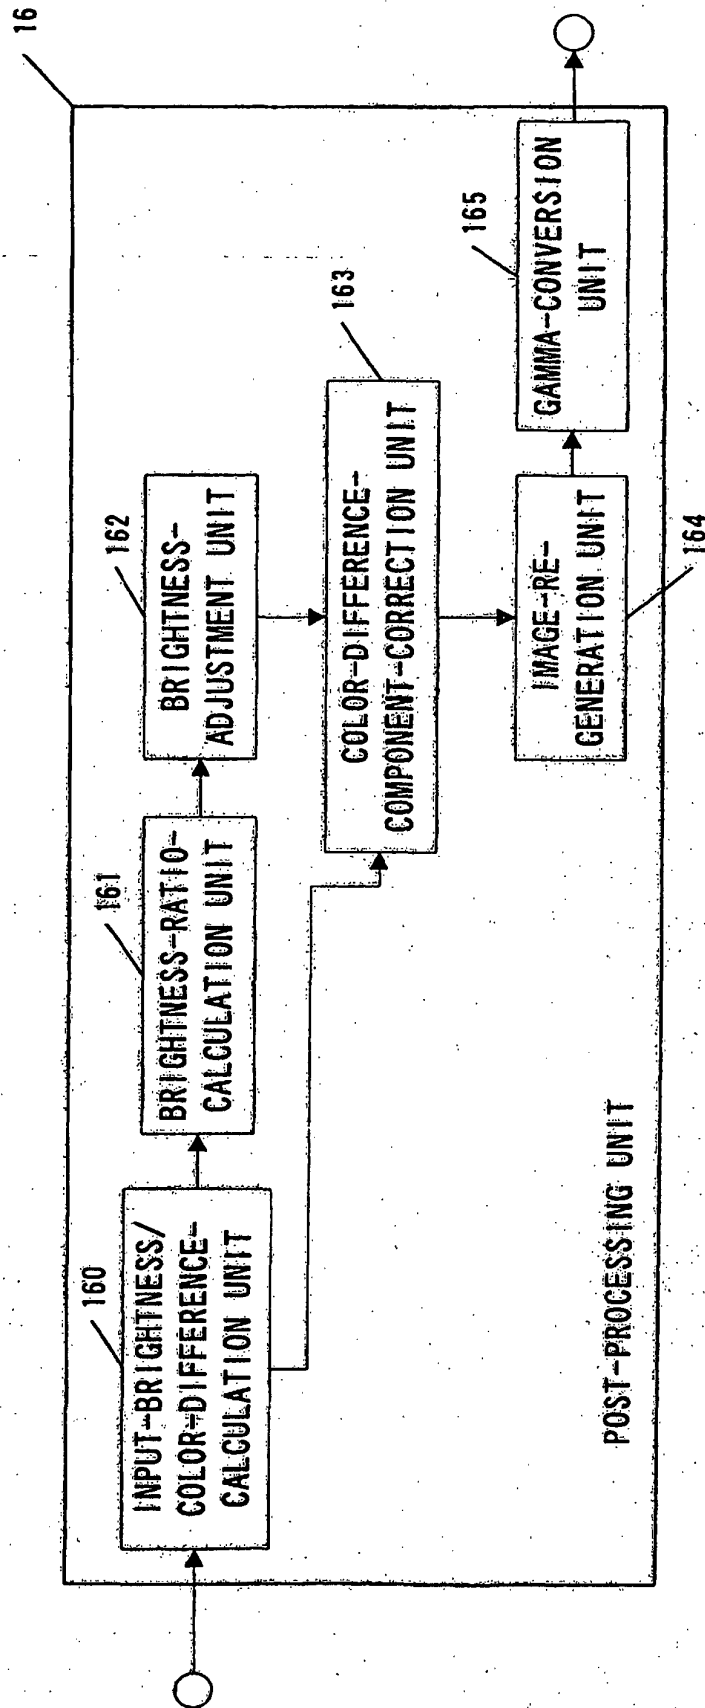 16
160
INPUT-BRIGHTNESS/
COLOR-DIFFERENCE-
CALCULATION UNIT
161
BRIGHTNESS-RATIO-
CALCULATION UNIT
162
BRIGHTNESS-
ADJUSTMENT UNIT
163
COLOR-DIFFERENCE-
COMPONENT-CORRECTION UNIT
IMAGE-RE-
GENERATION UNIT
164
165
GAMMA-CONVERSION
UNIT
POST-PROCESSING UNIT